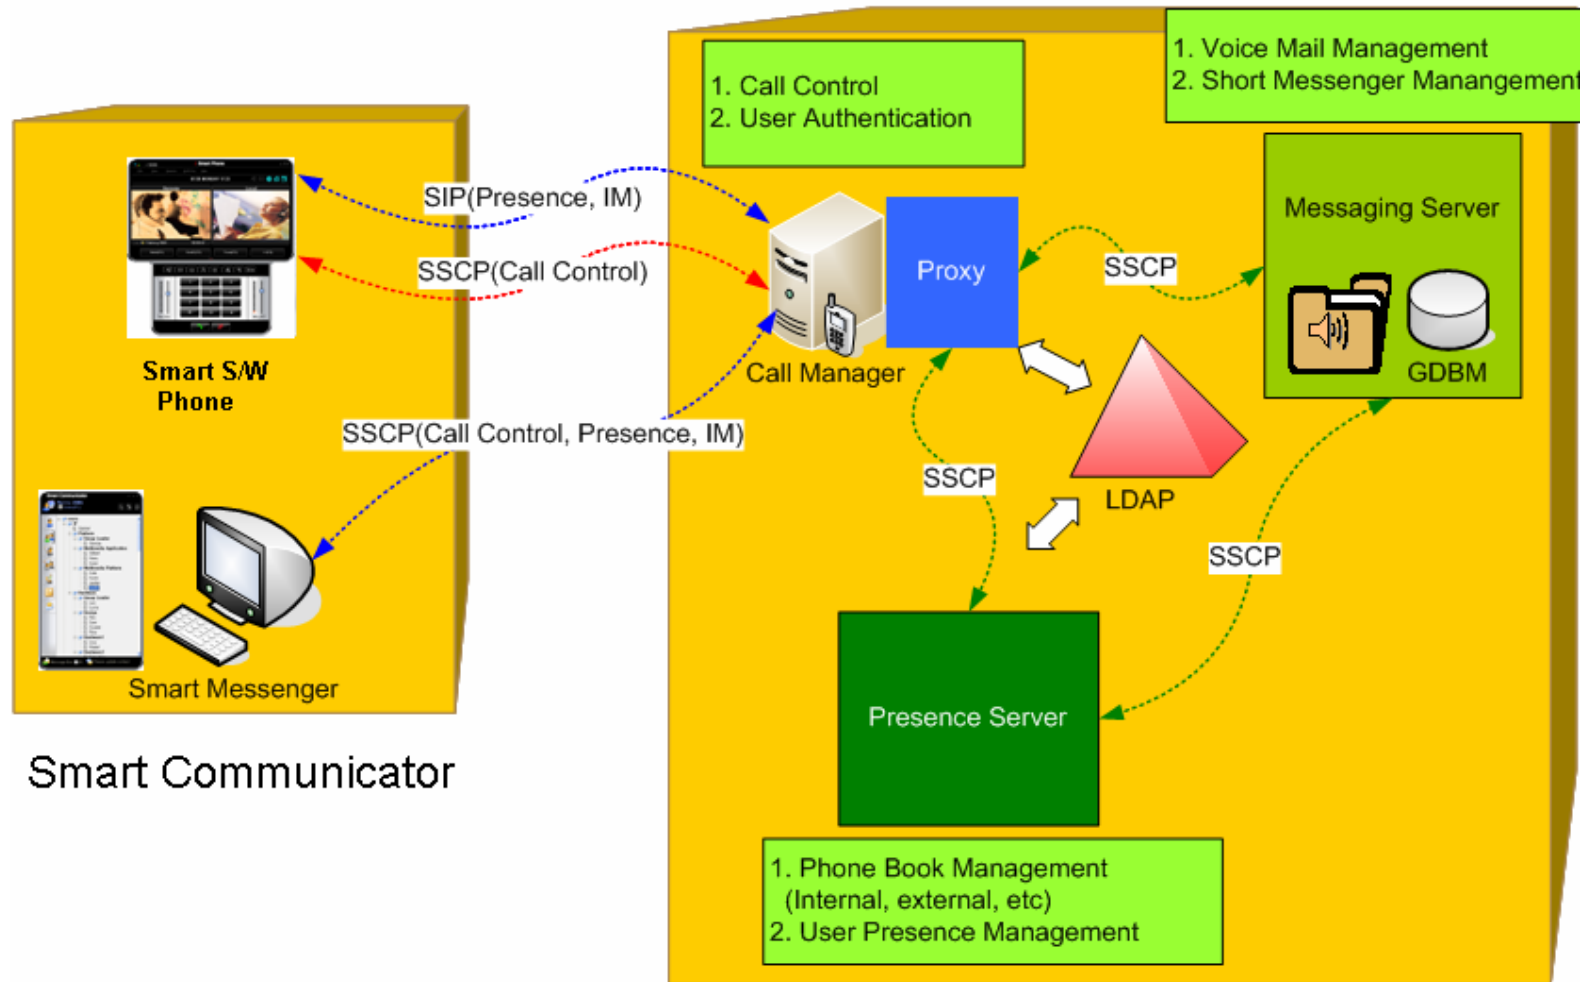 1. Call Control
2. User Authentication
1. Voice Mail Management
2. Short Messenger Manangement
SIP(Presence, IM)
SSCP(Call Control)
SSCP(Call Control, Presence, IM)
Smart S/W
Phone
Smart Messenger
Smart Communicator
Call Manager
Proxy
SSCP
Messaging Server
GDBM
LDAP
SSCP
SSCP
Presence Server
1. Phone Book Management
(Internal, external, etc)
2. User Presence Management